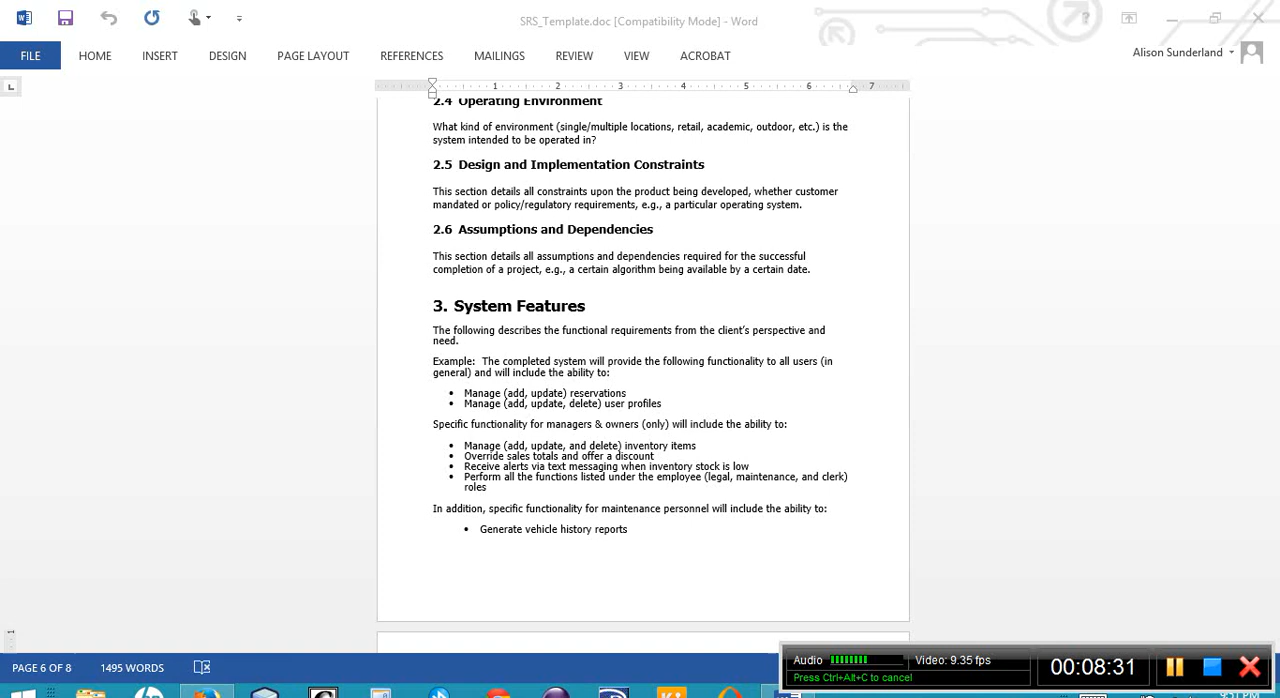 SRS_Template.doc [Compatibility Mode] - Word
?
FILE HOME INSERT DESIGN PAGE LAYOUT REFERENCES MAILINGS REVIEW VIEW ACROBAT
Alison Sunderland
1 2 3 4 5 6 7
2.4 Operating Environment
What kind of environment (single/multiple locations, retail, academic, outdoor, etc.) is the
system intended to be operated in?
2.5 Design and Implementation Constraints
This section details all constraints upon the product being developed, whether customer
mandated or policy/regulatory requirements, e.g., a particular operating system.
2.6 Assumptions and Dependencies
This section details all assumptions and dependencies required for the successful
completion of a project, e.g., a certain algorithm being available by a certain date.
3. System Features
The following describes the functional requirements from the client's perspective and
need.
Example: The completed system will provide the following functionality to all users (in
general) and will include the ability to:
• Manage (add, update) reservations
• Manage (add, update, delete) user profiles
Specific functionality for managers & owners (only) will include the ability to:
• Manage (add, update, and delete) inventory items
• Override sales totals and offer a discount
• Receive alerts via text messaging when inventory stock is low
• Perform all the functions listed under the employee (legal, maintenance, and clerk)
roles
In addition, specific functionality for maintenance personnel will include the ability to:
• Generate vehicle history reports
PAGE 6 OF 8 1495 WORDS
Audio Video: 9.35 fps 00:08:31
Press Ctrl+Alt+C to cancel